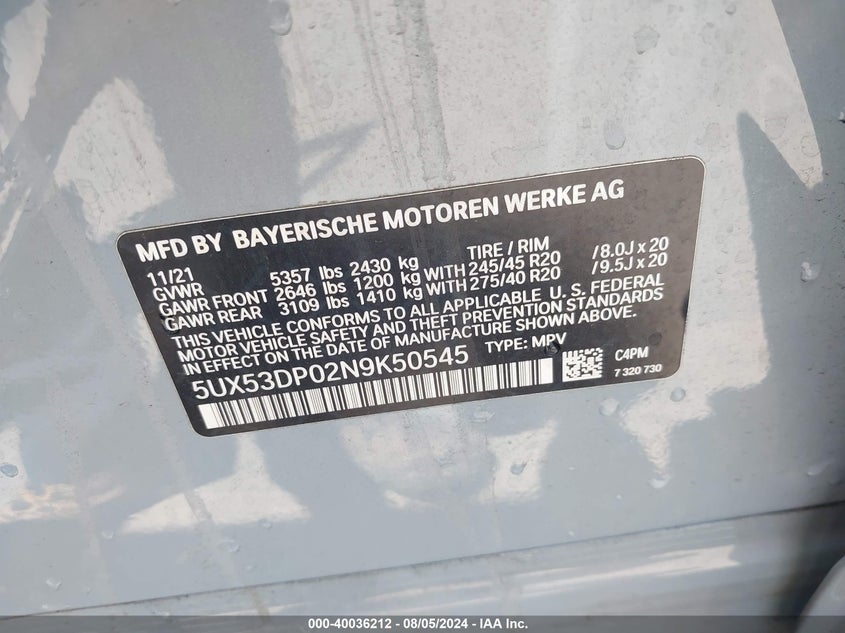 MFD BY BAYERISCHE MOTOREN WERKE AG
11/21 TIRE / RIM
GVWR 5357 lbs 2430 kg
GAWR FRONT 2646 lbs 1200 kg WITH 245/45 R20 /8.0J x 20
GAWR REAR 3109 lbs 1410 kg WITH 275/40 R20 /9.5J x 20
THIS VEHICLE CONFORMS TO ALL APPLICABLE U. S. FEDERAL
MOTOR VEHICLE SAFETY AND THEFT PREVENTION STANDARDS
IN EFFECT ON THE DATE OF MANUFACTURE SHOWN ABOVE.
5UX53DP02N9K50545 TYPE: MPV
C4PM
7 320 730
000-40036212 - 08/05/2024 - IAA Inc.